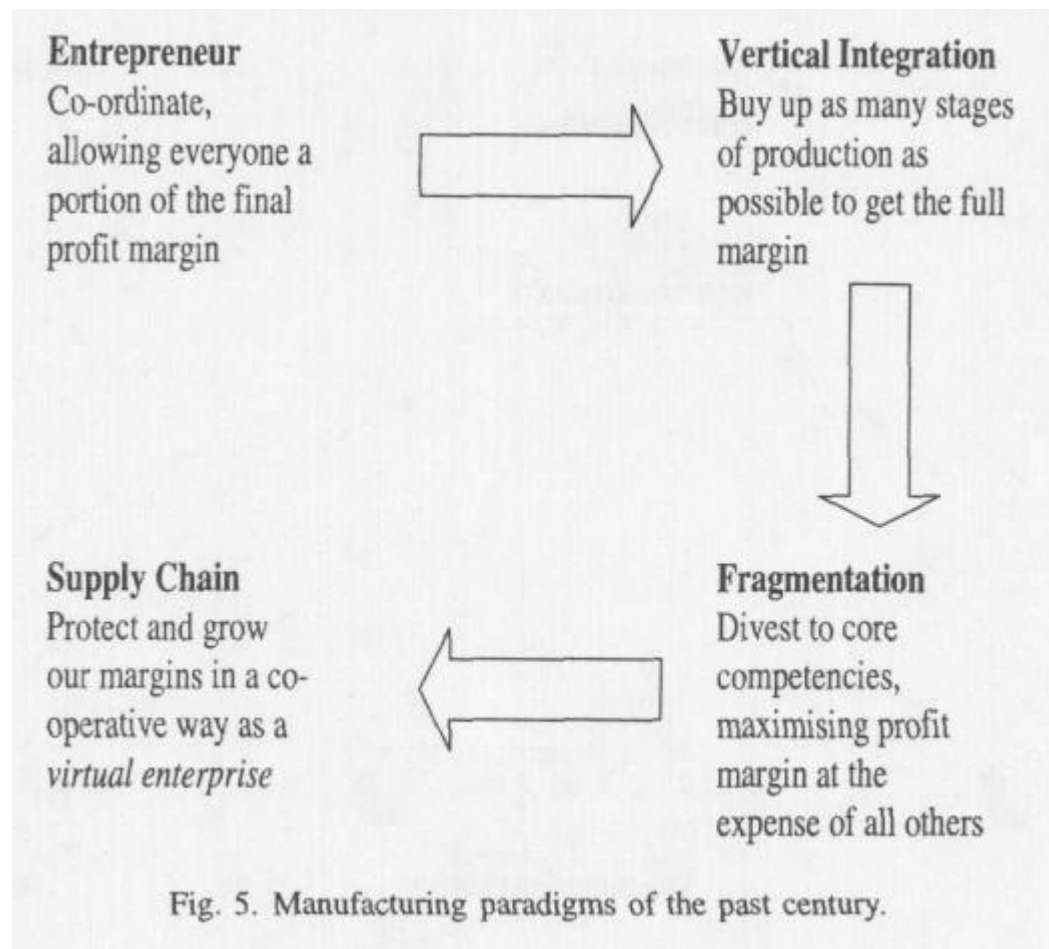 Entrepreneur
Co-ordinate,
allowing everyone a
portion of the final
profit margin
Vertical Integration
Buy up as many stages
of production as
possible to get the full
margin
Supply Chain
Protect and grow
our margins in a co-
operative way as a
virtual enterprise
Fragmentation
Divest to core
competencies,
maximising profit
margin at the
expense of all others
Fig. 5. Manufacturing paradigms of the past century.